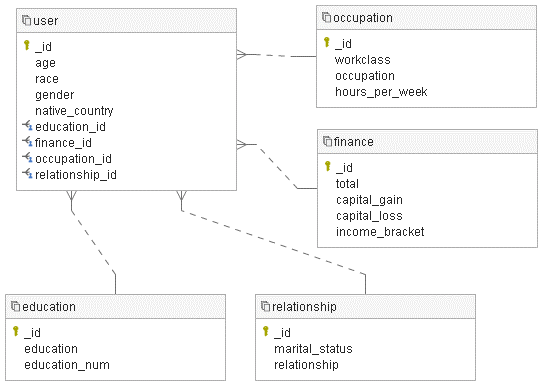 user
_id
age
race
gender
native_country
education_id
finance_id
occupation_id
relationship_id
occupation
_id
workclass
occupation
hours_per_week
finance
_id
total
capital_gain
capital_loss
income_bracket
education
_id
education
education_num
relationship
_id
marital_status
relationship